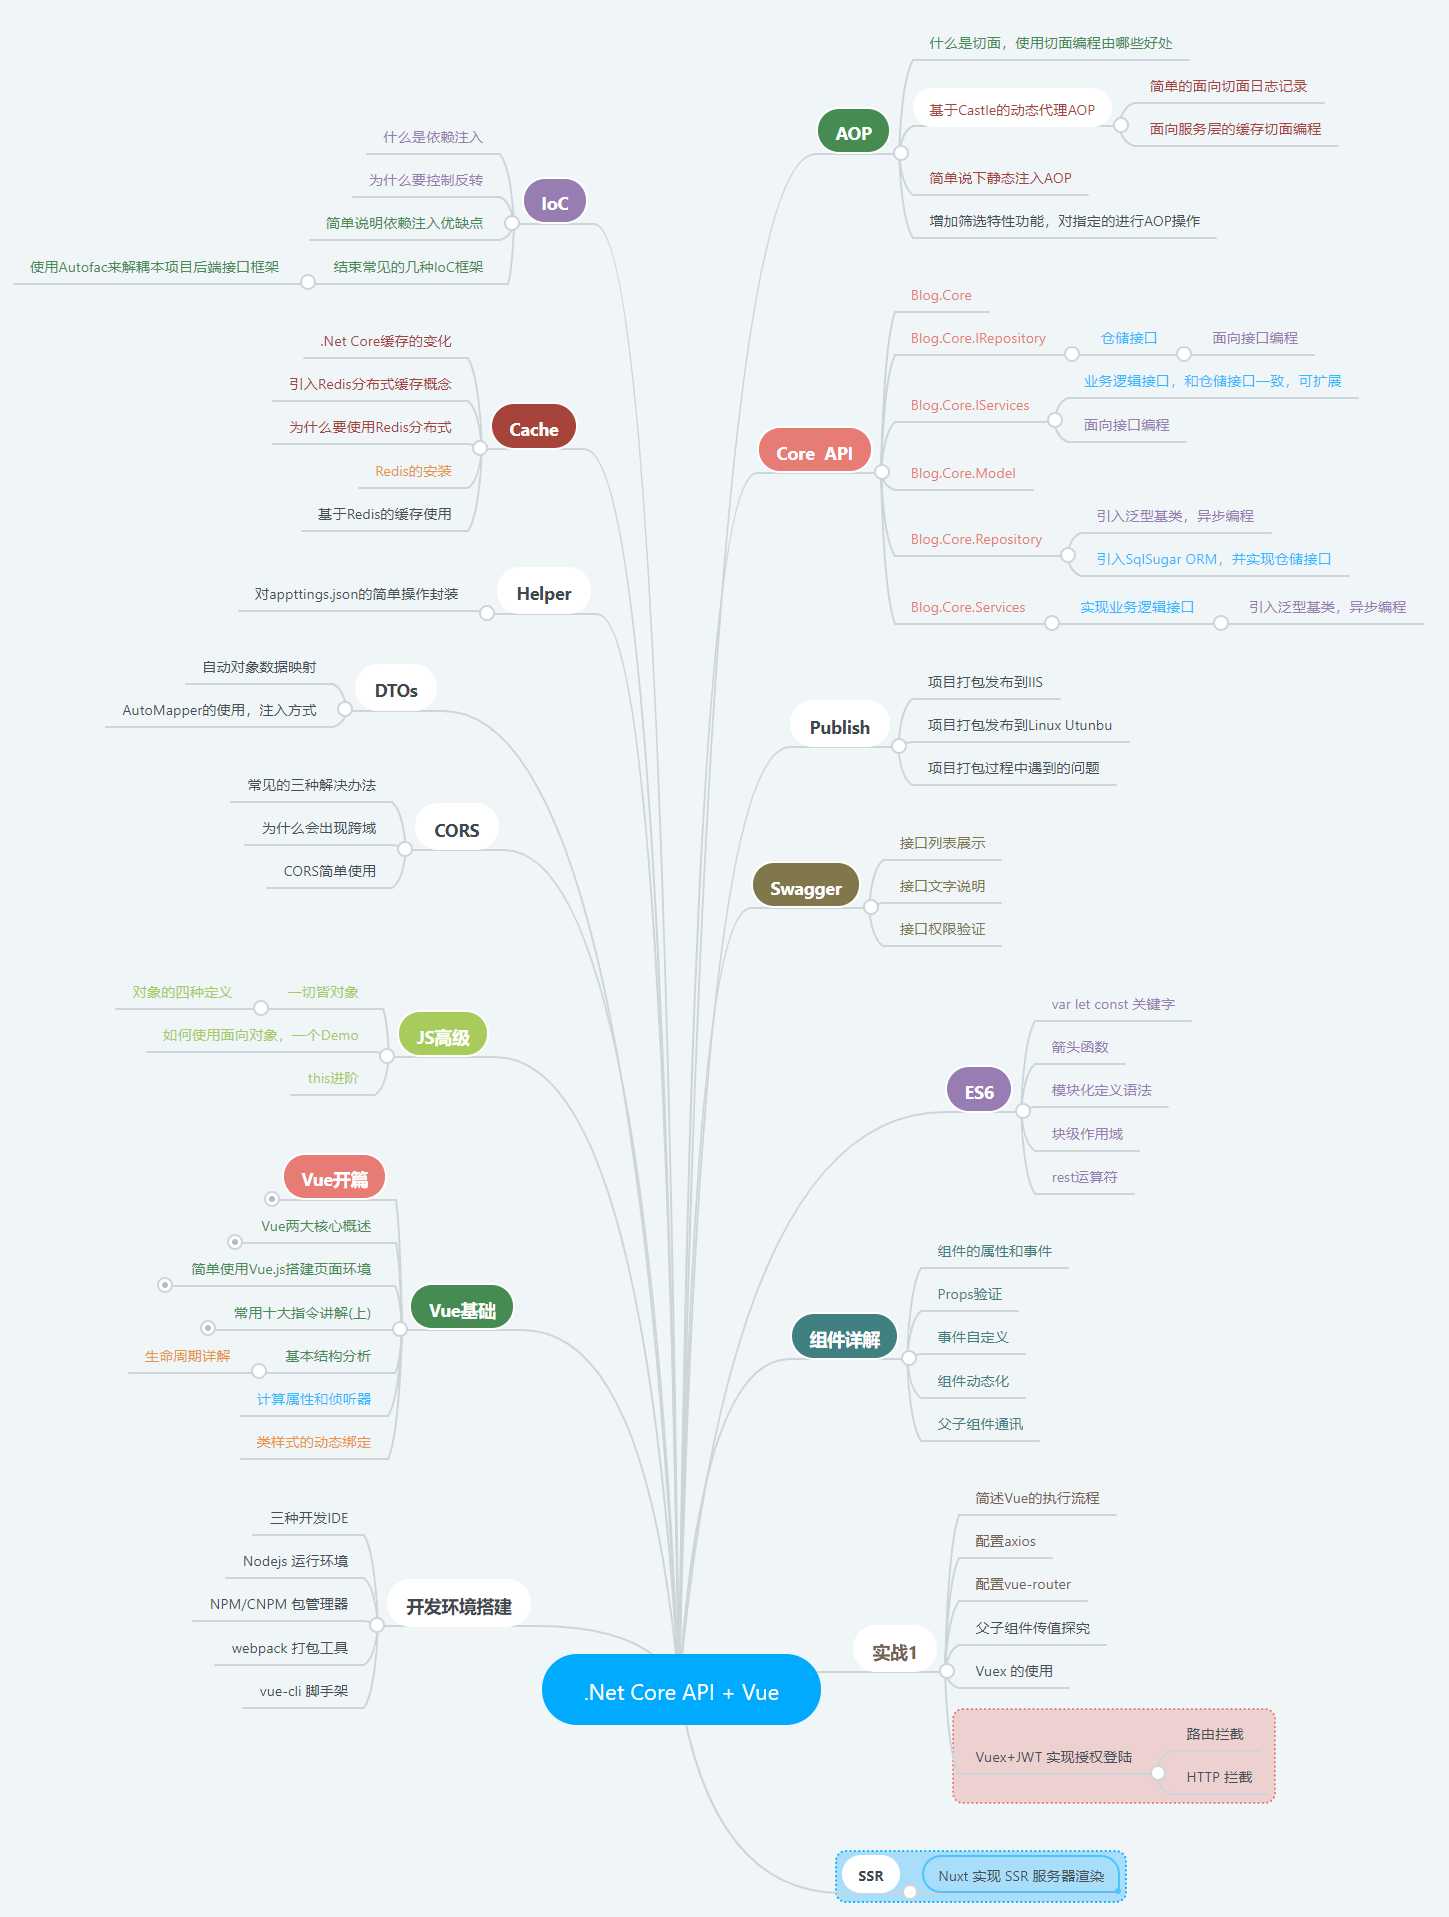 什么是切面，使用切面编程由哪些好处
AOP
基于Castle的动态代理AOP
简单的面向切面日志记录
面向服务层的缓存切面编程
简单说下静态注入AOP
增加筛选特性功能，对指定的进行AOP操作
什么是依赖注入
为什么要控制反转
IoC
简单说明依赖注入优缺点
使用Autofac来解耦本项目后端接口框架
结束常见的几种IoC框架
Blog.Core
Core API
Blog.Core.IRepository
仓储接口
面向接口编程
Blog.Core.IServices
业务逻辑接口，和仓储接口一致，可扩展
面向接口编程
Blog.Core.Model
Blog.Core.Repository
引入泛型基类，异步编程
引入SqlSugar ORM，并实现仓储接口
Blog.Core.Services
实现业务逻辑接口
引入泛型基类，异步编程
.Net Core缓存的变化
引入Redis分布式缓存概念
Cache
为什么要使用Redis分布式
Redis的安装
基于Redis的缓存使用
对appttings.json的简单操作封装
Helper
自动对象数据映射
DTOs
AutoMapper的使用，注入方式
项目打包发布到IIS
Publish
项目打包发布到Linux Utunbu
项目打包过程中遇到的问题
常见的三种解决办法
CORS
为什么会出现跨域
CORS简单使用
接口列表展示
Swagger
接口文字说明
接口权限验证
对象的四种定义
一切皆对象
JS高级
如何使用面向对象，一个Demo
this进阶
var let const 关键字
箭头函数
ES6
模块化定义语法
块级作用域
rest运算符
Vue开篇
Vue两大核心概述
简单使用Vue.js搭建页面环境
Vue基础
常用十大指令讲解(上)
生命周期详解
基本结构分析
计算属性和侦听器
类样式的动态绑定
组件的属性和事件
Props验证
组件详解
事件自定义
组件动态化
父子组件通讯
三种开发IDE
Nodejs 运行环境
开发环境搭建
NPM/CNPM 包管理器
webpack 打包工具
vue-cli 脚手架
简述Vue的执行流程
配置axios
配置vue-router
实战1
父子组件传值探究
Vuex 的使用
Vuex+JWT 实现授权登陆
路由拦截
HTTP 拦截
.Net Core API + Vue
SSR
Nuxt 实现 SSR 服务器渲染